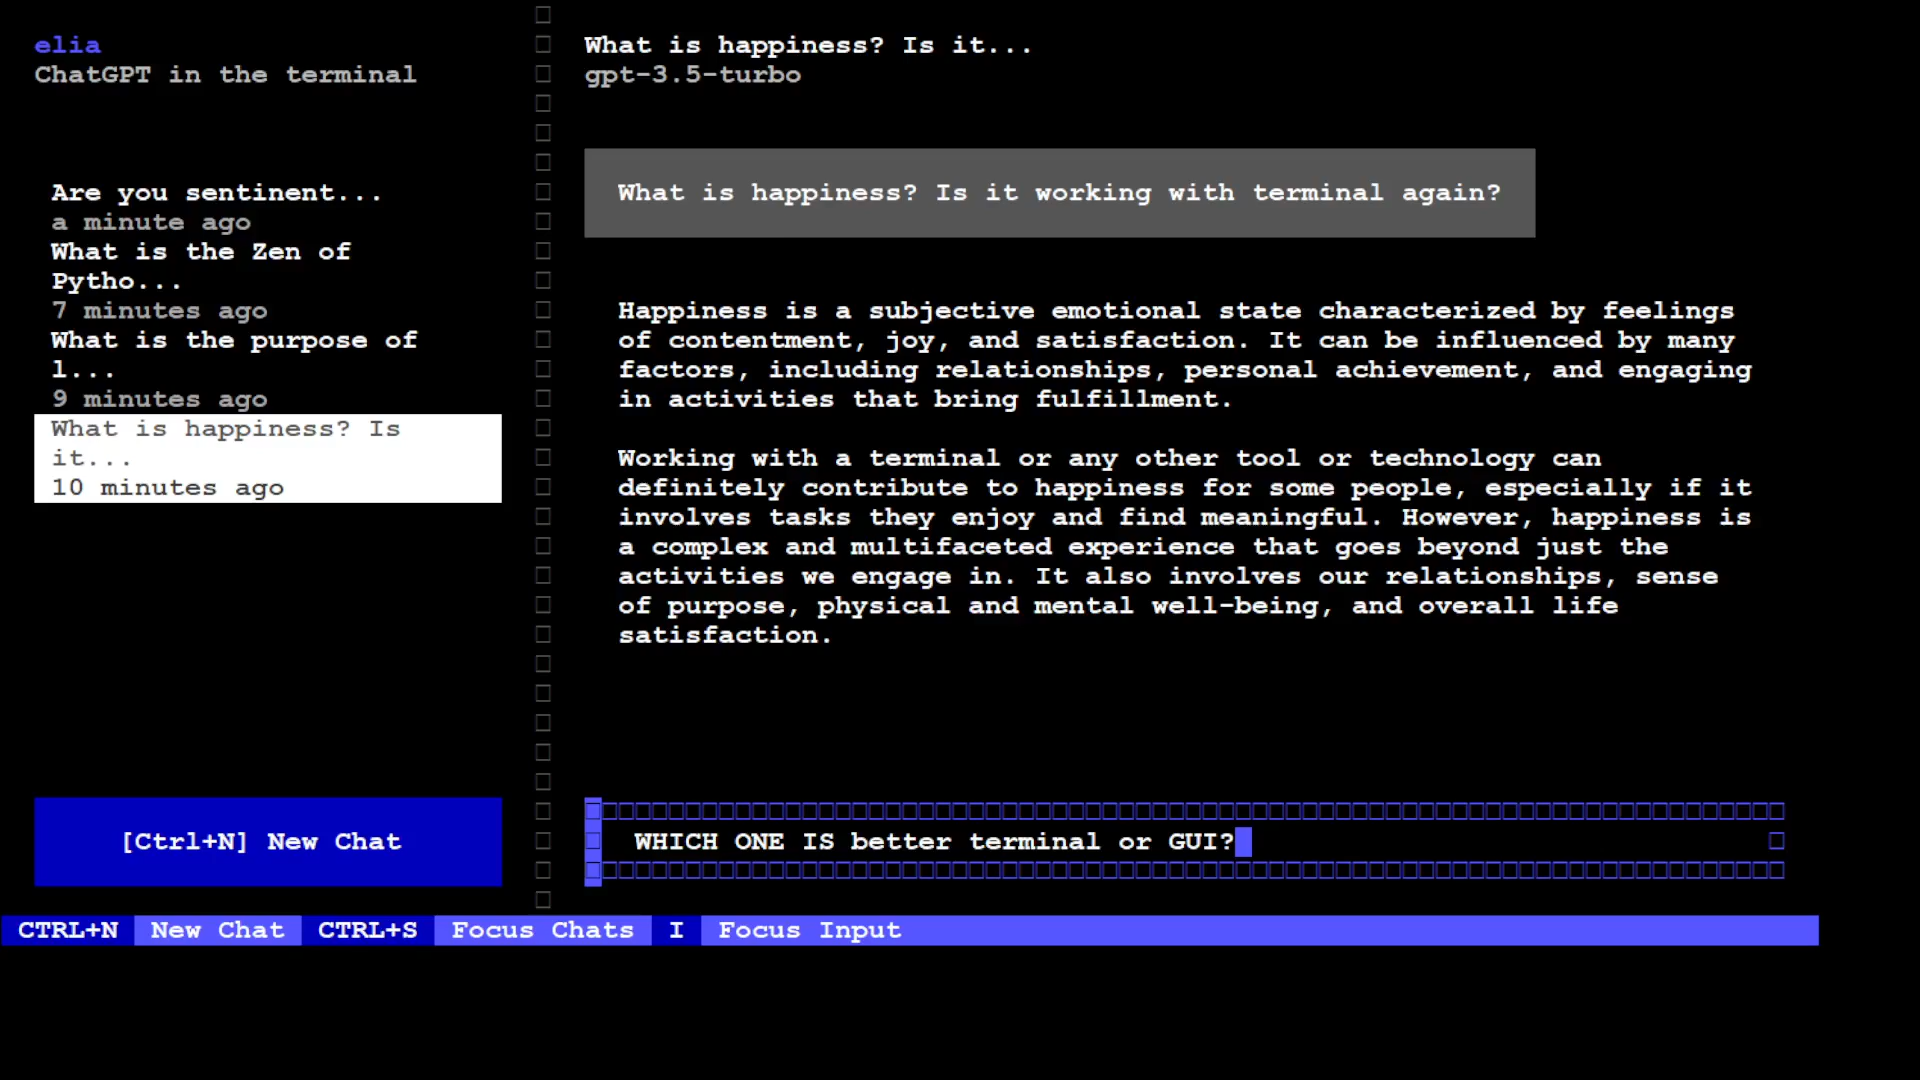 elia
ChatGPT in the terminal
Are you sentinent...
a minute ago
What is the Zen of
Pytho...
7 minutes ago
What is the purpose of
l...
9 minutes ago
What is happiness? Is
it...
10 minutes ago
[Ctrl+N] New Chat
What is happiness? Is it...
gpt-3.5-turbo
What is happiness? Is it working with terminal again?
Happiness is a subjective emotional state characterized by feelings
of contentment, joy, and satisfaction. It can be influenced by many
factors, including relationships, personal achievement, and engaging
in activities that bring fulfillment.
Working with a terminal or any other tool or technology can
definitely contribute to happiness for some people, especially if it
involves tasks they enjoy and find meaningful. However, happiness is
a complex and multifaceted experience that goes beyond just the
activities we engage in. It also involves our relationships, sense
of purpose, physical and mental well-being, and overall life
satisfaction.
WHICH ONE IS better terminal or GUI?
CTRL+N New Chat CTRL+S Focus Chats I Focus Input